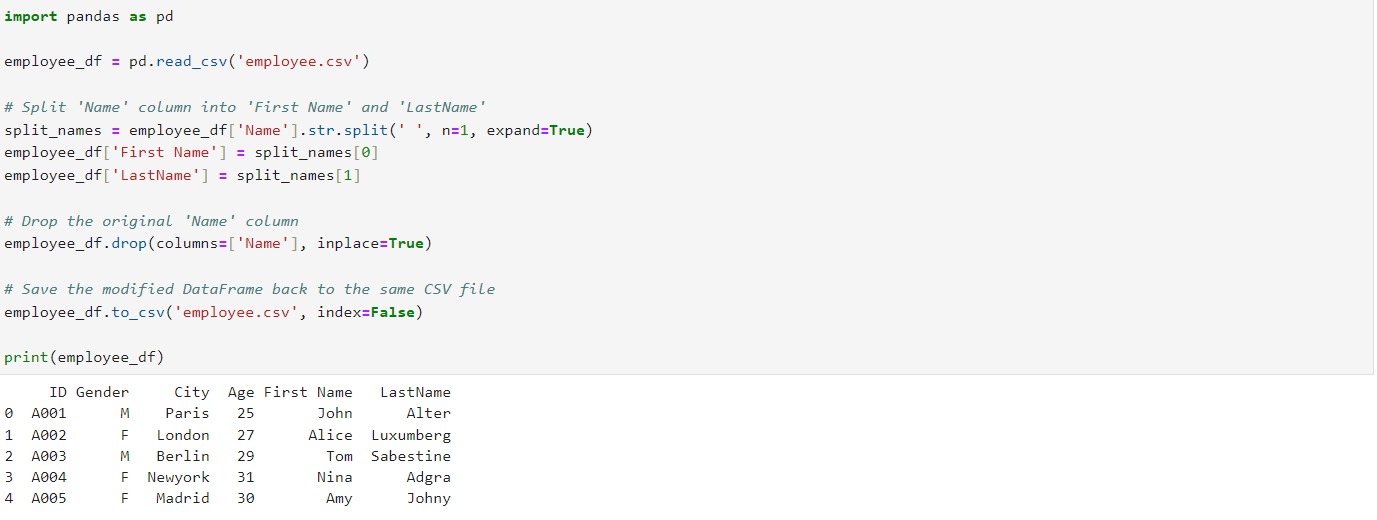 import pandas as pd
employee_df = pd.read_csv('employee.csv')
# Split 'Name' column into 'First Name' and 'LastName'
split_names = employee_df['Name'].str.split(' ', n=1, expand=True)
employee_df['First Name'] = split_names[0]
employee_df['LastName'] = split_names[1]
# Drop the original 'Name' column
employee_df.drop(columns=['Name'], inplace=True)
# Save the modified DataFrame back to the same CSV file
employee_df.to_csv('employee.csv', index=False)
print(employee_df)
ID Gender City Age First Name LastName
0 A001 M Paris 25 John Alter
1 A002 F London 27 Alice Luxumberg
2 A003 M Berlin 29 Tom Sabestine
3 A004 F Newyork 31 Nina Adgra
4 A005 F Madrid 30 Amy Johny